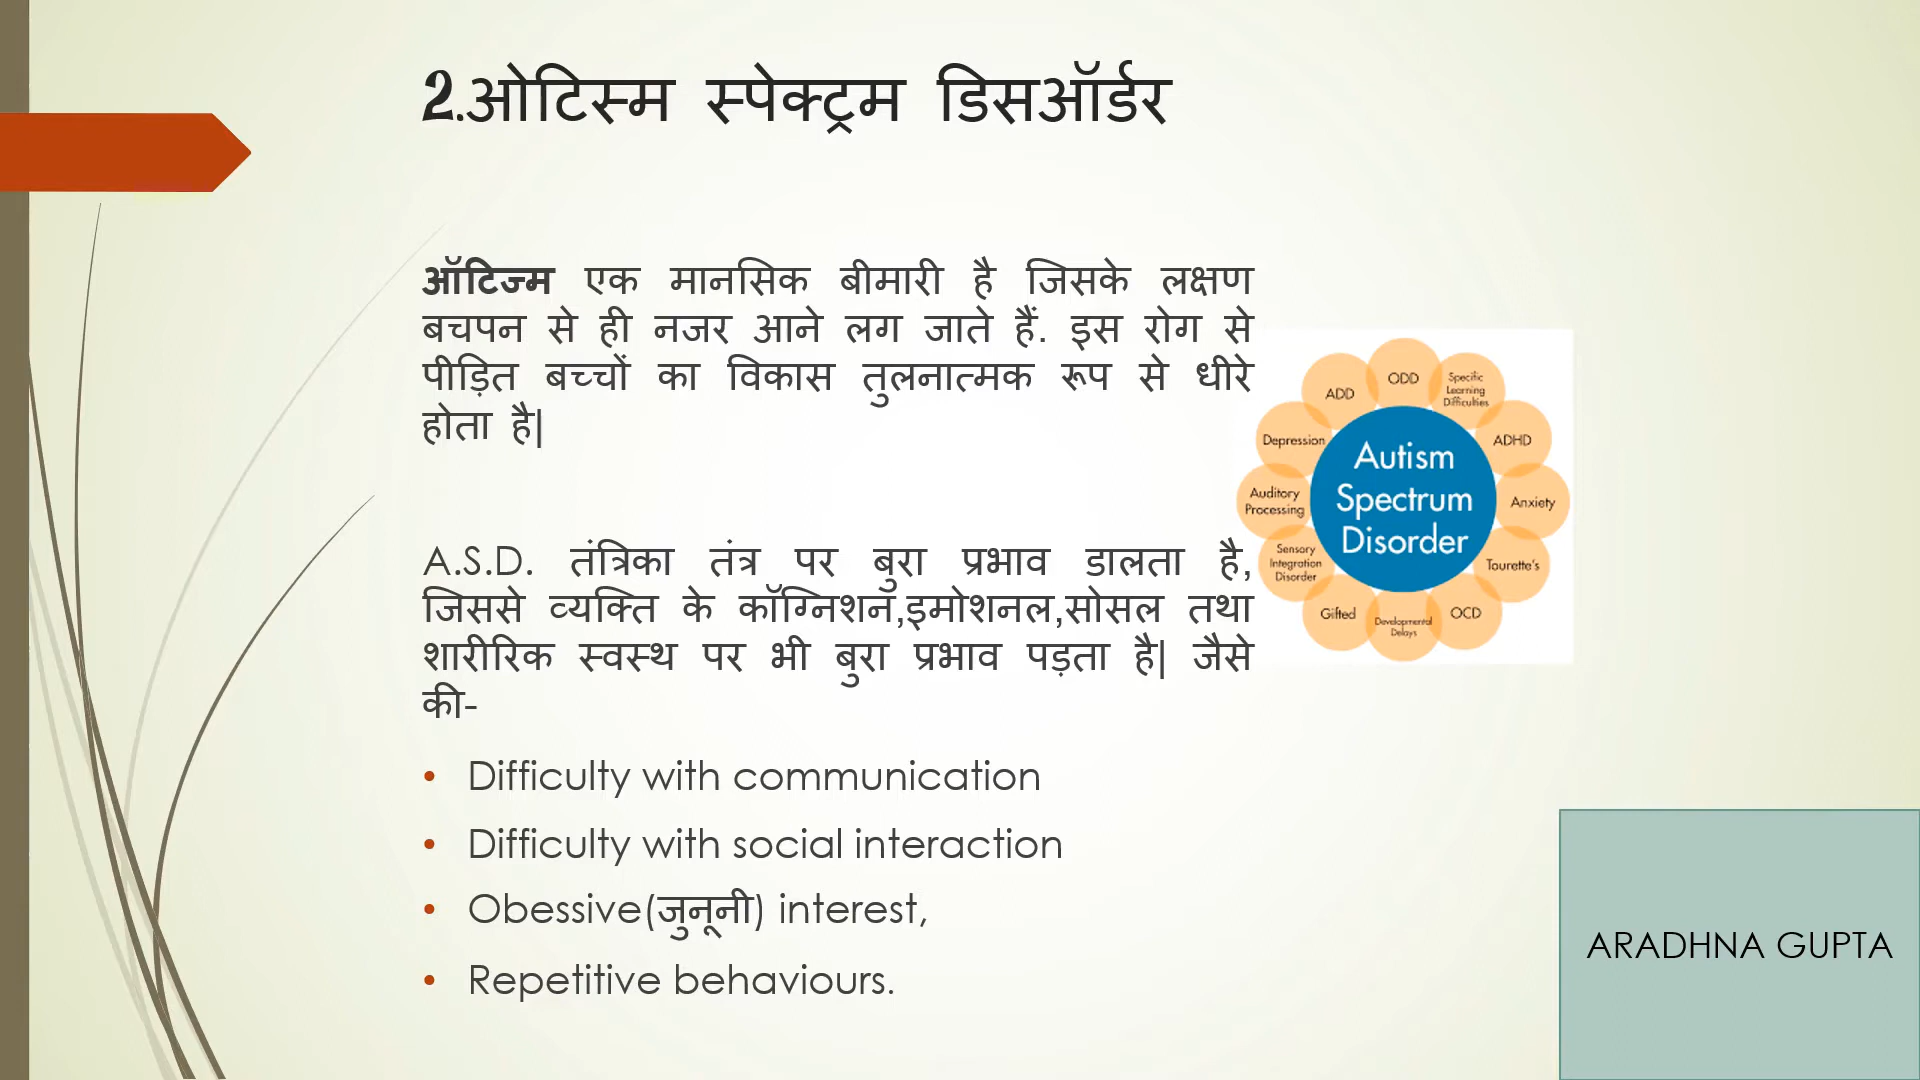 2.ओटिस्म स्पेक्ट्रम डिसऑर्डर
ऑटिज्म एक मानसिक बीमारी है जिसके लक्षण
बचपन से ही नजर आने लग जाते हैं. इस रोग से
पीड़ित बच्चों का विकास तुलनात्मक रूप से धीरे
होता है|
A.S.D. तंत्रिका तंत्र पर बुरा प्रभाव डालता है,
जिससे व्यक्ति के कॉग्निशन,इमोशनल,सोसल तथा
शारीरिक स्वस्थ पर भी बुरा प्रभाव पड़ता है| जैसे
की-
• Difficulty with communication
• Difficulty with social interaction
• Obessive(जुनूनी) interest,
• Repetitive behaviours.
Autism
Spectrum
Disorder
ODD
Specific
Learning
Difficulties
ADHD
Anxiety
Tourette's
OCD
Developmental
Delays
Gifted
Sensory
Integration
Disorder
Auditory
Processing
Depression
ADD
ARADHNA GUPTA